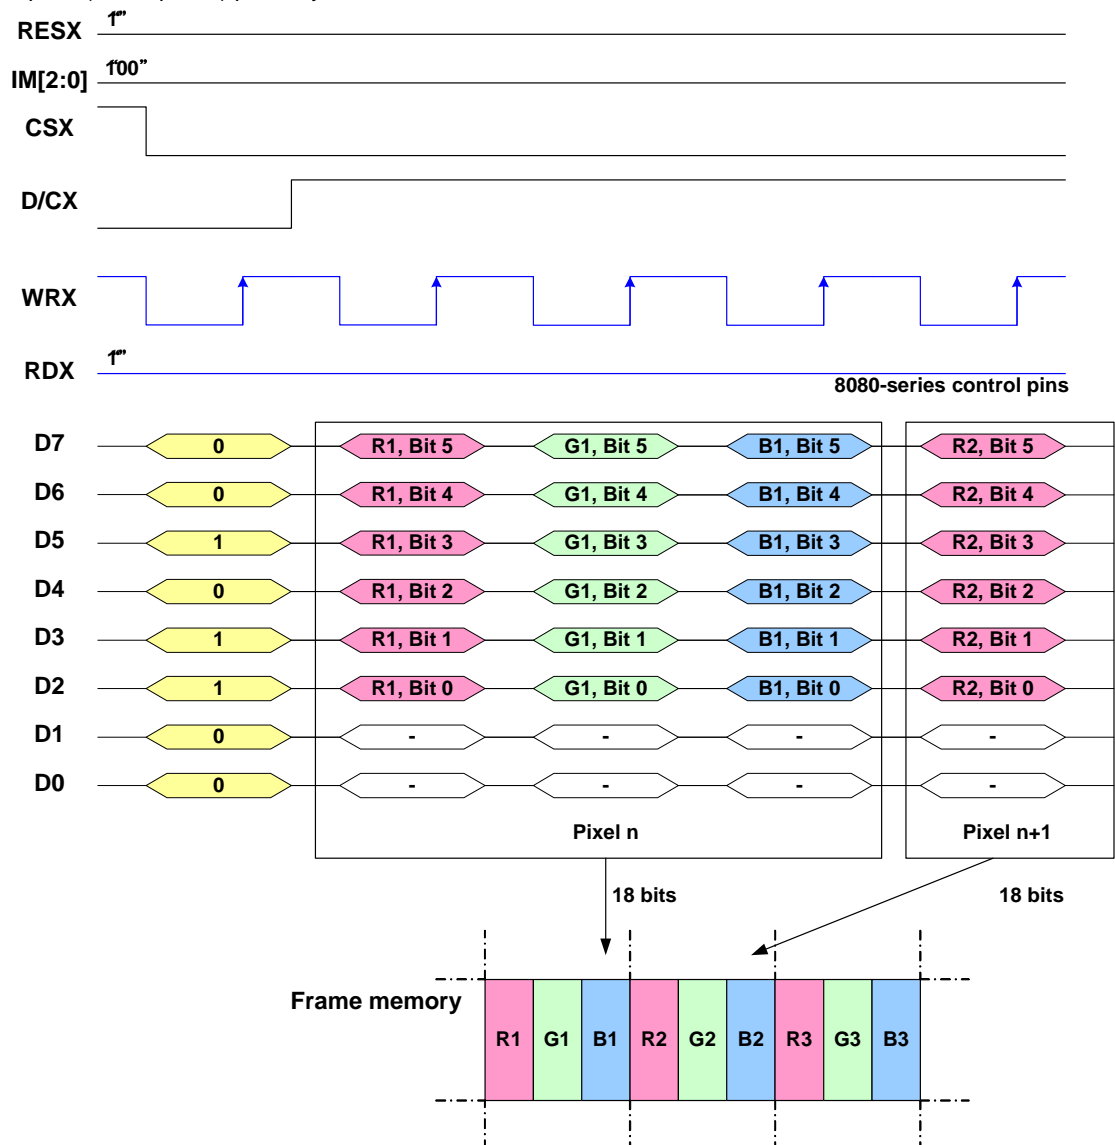 RESX 1"
IM[2:0] 100"
CSX
D/CX
WRX
RDX 1"
8080-series control pins
D7 0 R1, Bit 5 G1, Bit 5 B1, Bit 5 R2, Bit 5
D6 0 R1, Bit 4 G1, Bit 4 B1, Bit 4 R2, Bit 4
D5 1 R1, Bit 3 G1, Bit 3 B1, Bit 3 R2, Bit 3
D4 0 R1, Bit 2 G1, Bit 2 B1, Bit 2 R2, Bit 2
D3 1 R1, Bit 1 G1, Bit 1 B1, Bit 1 R2, Bit 1
D2 1 R1, Bit 0 G1, Bit 0 B1, Bit 0 R2, Bit 0
D1 0 - - - -
D0 0 - - - -
Pixel n Pixel n+1
18 bits 18 bits
Frame memory
R1 G1 B1 R2 G2 B2 R3 G3 B3